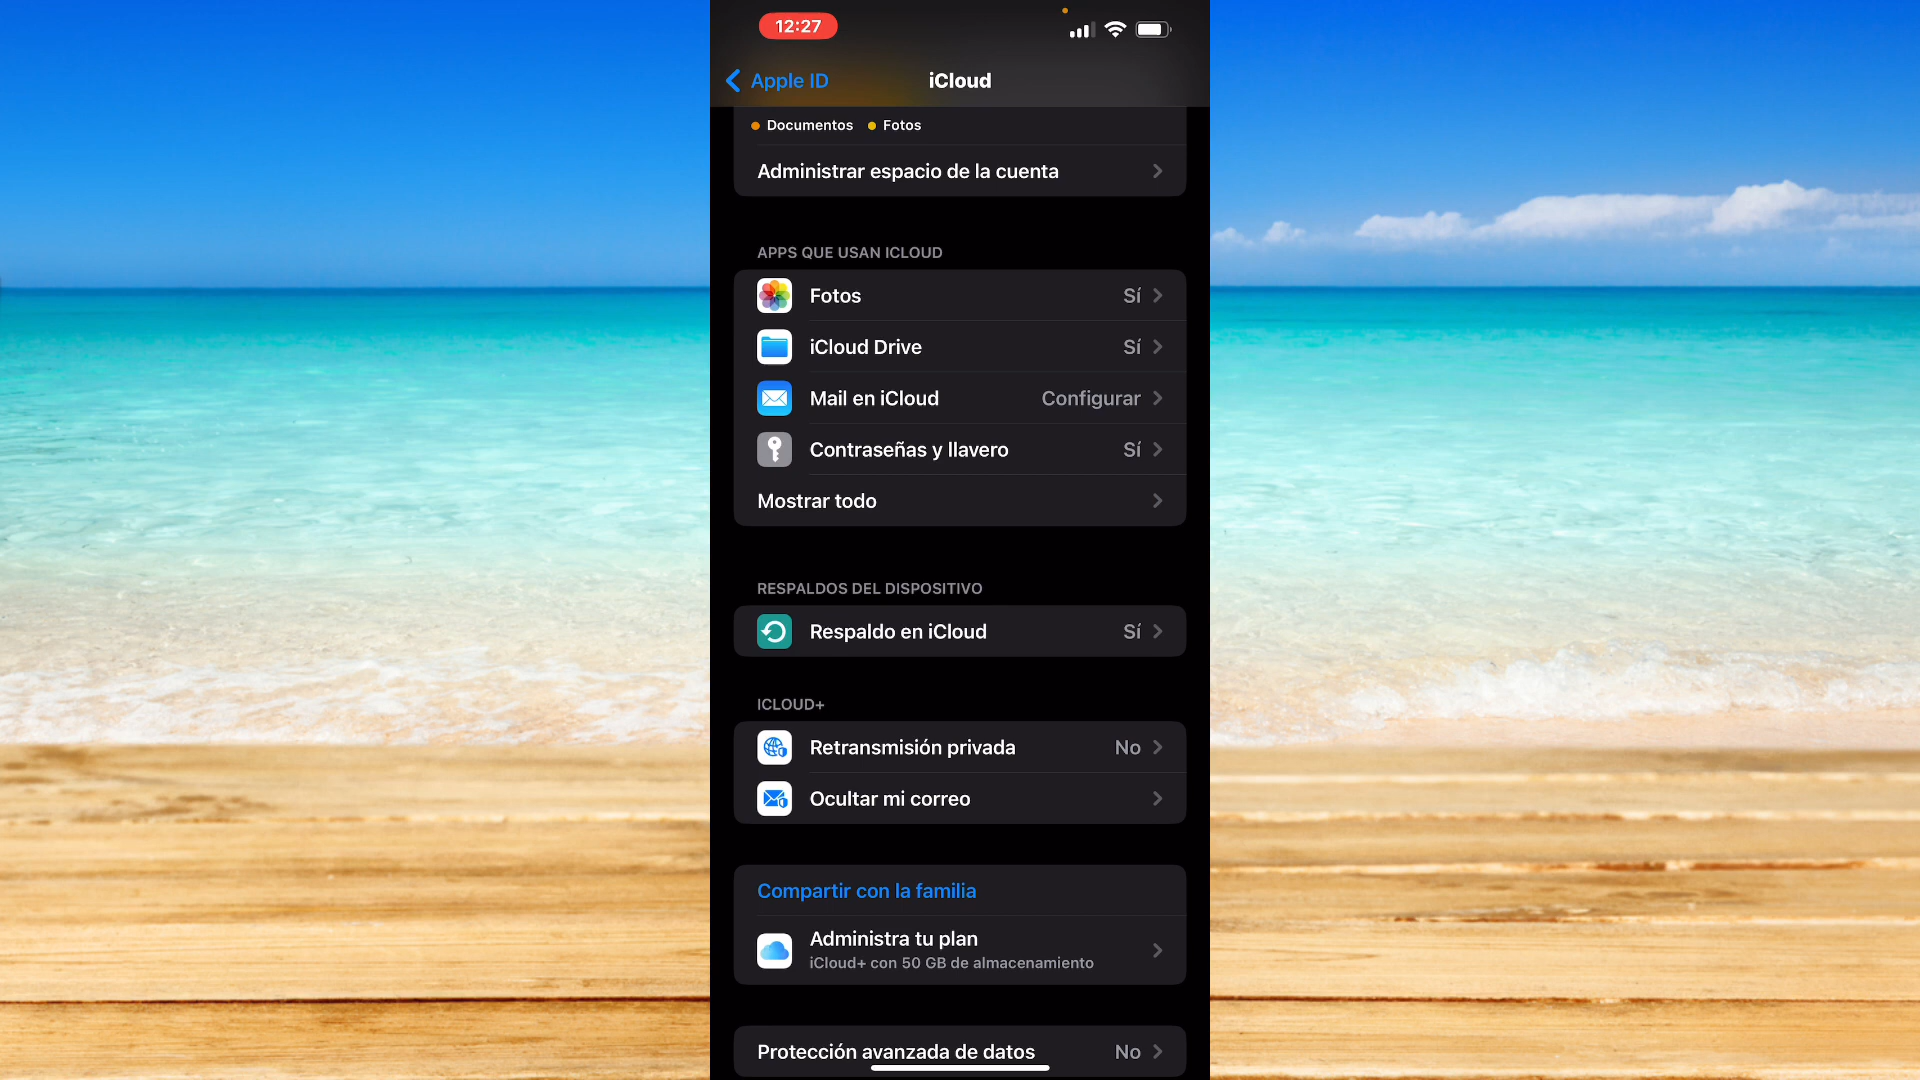 12:27
Apple ID
iCloud
Documentos Fotos
Administrar espacio de la cuenta
APPS QUE USAN ICLOUD
Fotos Sí
iCloud Drive Sí
Mail en iCloud Configurar
Contraseñas y llavero Sí
Mostrar todo
RESPALDOS DEL DISPOSITIVO
Respaldo en iCloud Sí
ICLOUD+
Retransmisión privada No
Ocultar mi correo
Compartir con la familia
Administra tu plan
iCloud+ con 50 GB de almacenamiento
Protección avanzada de datos No